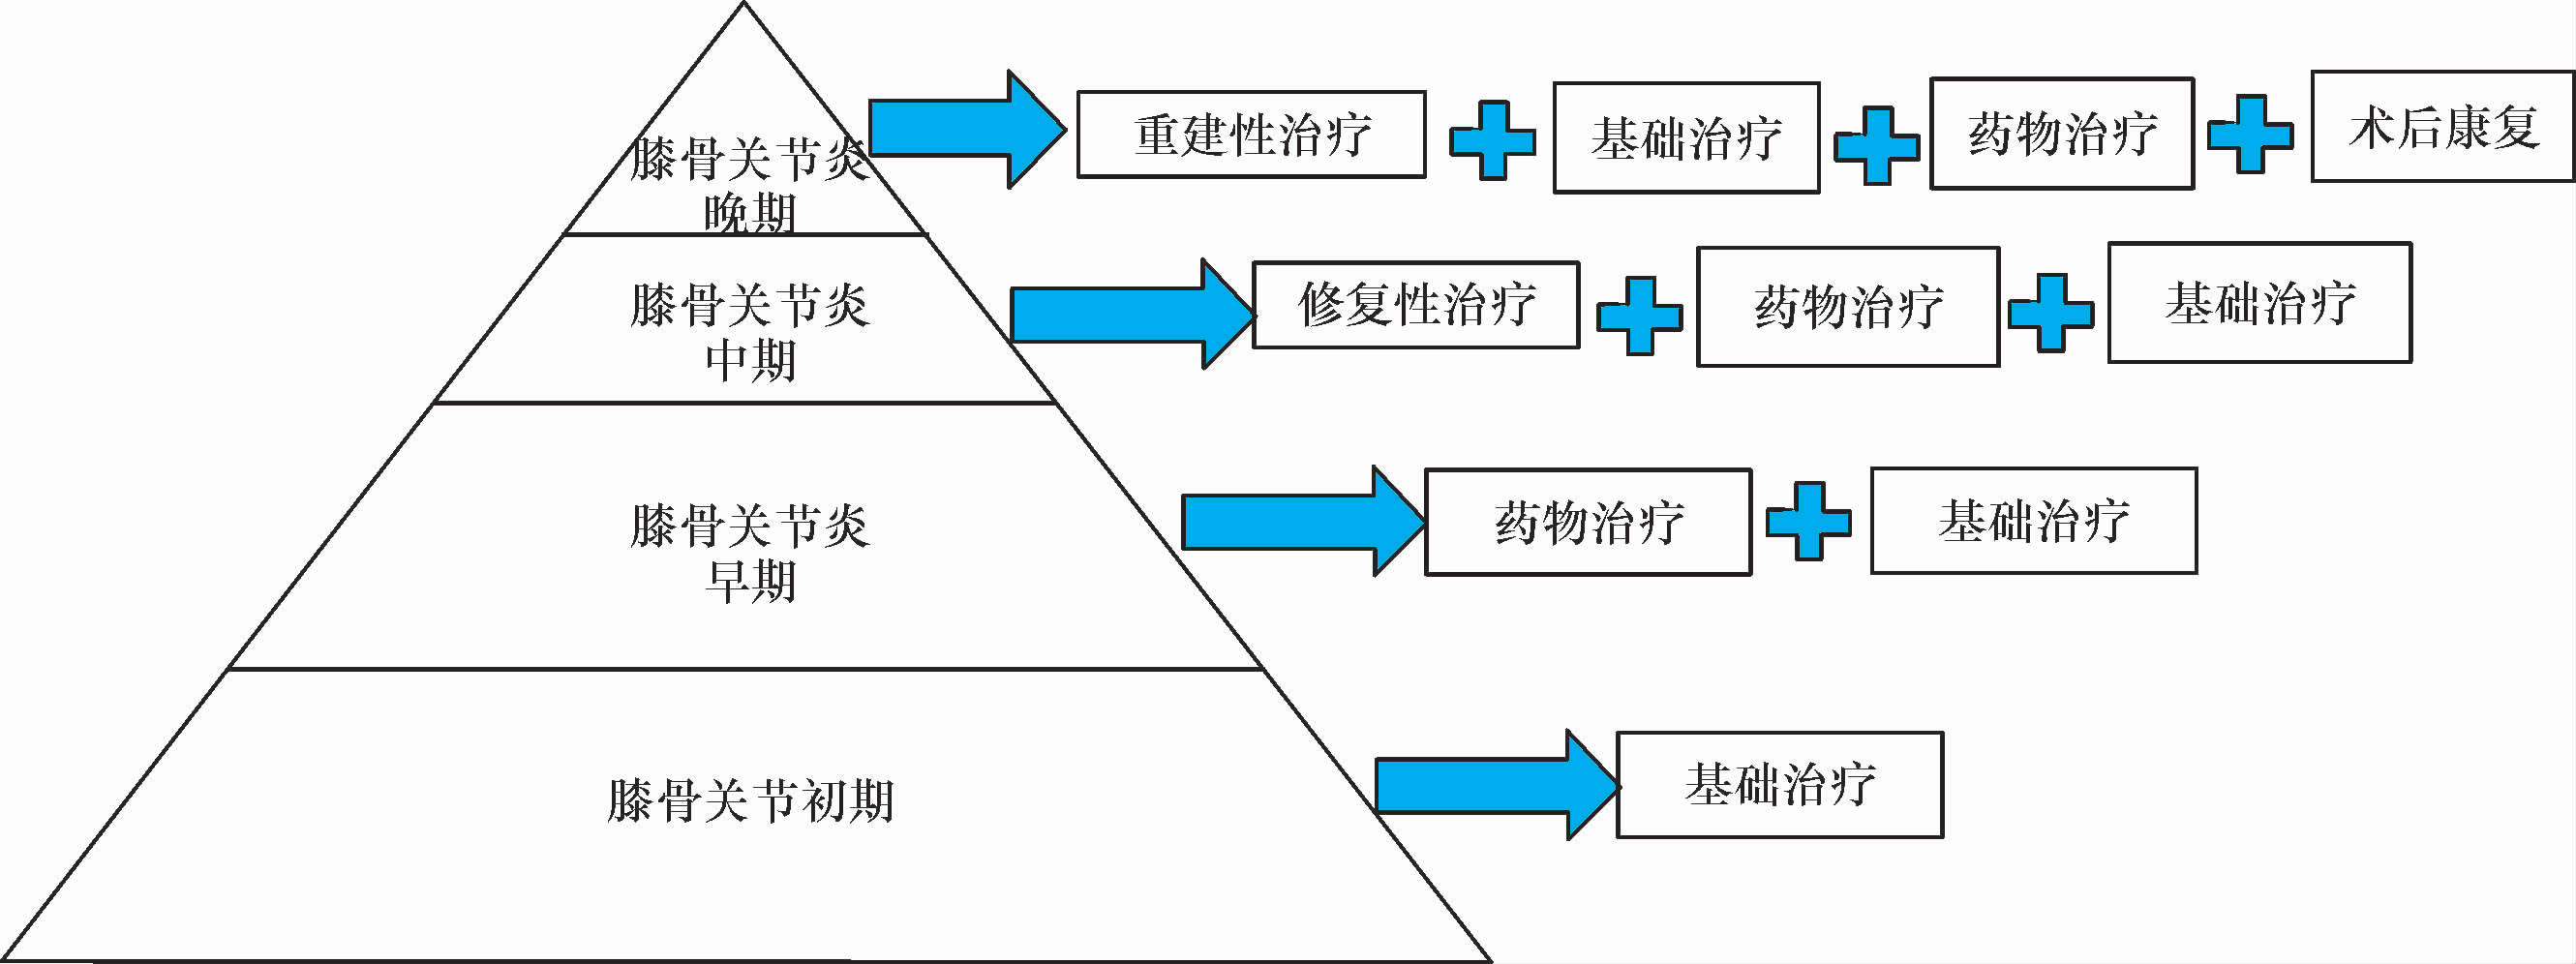 膝骨关节炎
晚期
重建性治疗
基础治疗
药物治疗
术后康复
膝骨关节炎
中期
修复性治疗
药物治疗
基础治疗
膝骨关节炎
早期
药物治疗
基础治疗
膝骨关节初期
基础治疗